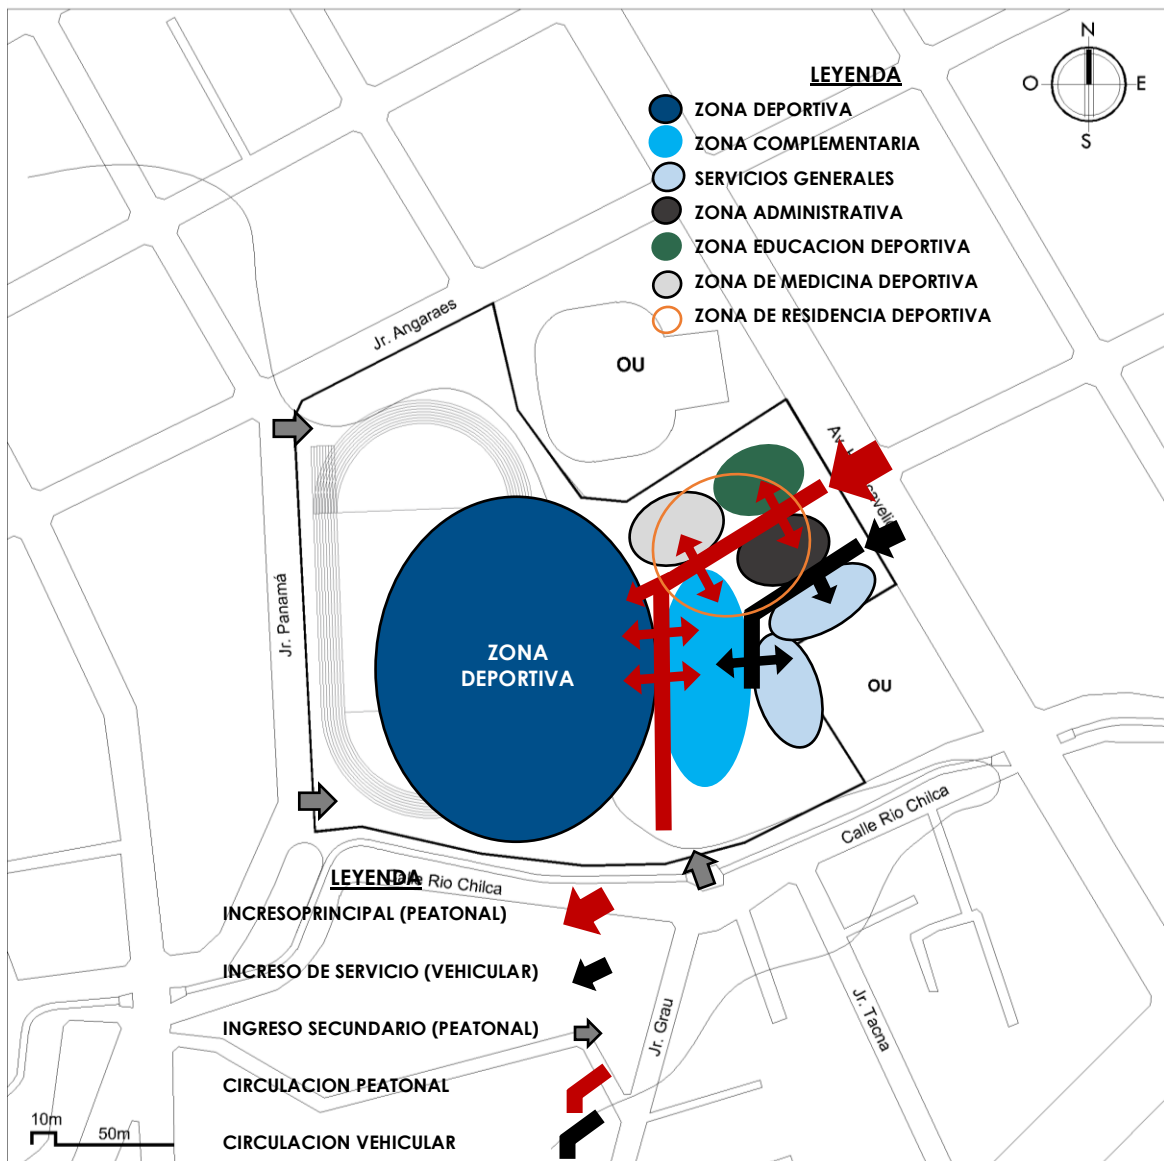 N
O
E
S
LEYENDA
ZONA DEPORTIVA
ZONA COMPLEMENTARIA
SERVICIOS GENERALES
ZONA ADMINISTRATIVA
ZONA EDUCACION DEPORTIVA
ZONA DE MEDICINA DEPORTIVA
ZONA DE RESIDENCIA DEPORTIVA
Jr. Angaraes
OU
Av.
Jr. Panamá
ZONA
DEPORTIVA
OU
Calle Rio Chilca
Rio Chilca
LEYENDA
INCRESOPRINCIPAL (PEATONAL)
INCRESO DE SERVICIO (VEHICULAR)
INGRESO SECUNDARIO (PEATONAL)
CIRCULACION PEATONAL
CIRCULACION VEHICULAR
Jr. Grau
Jr. Tacna
10m
50m